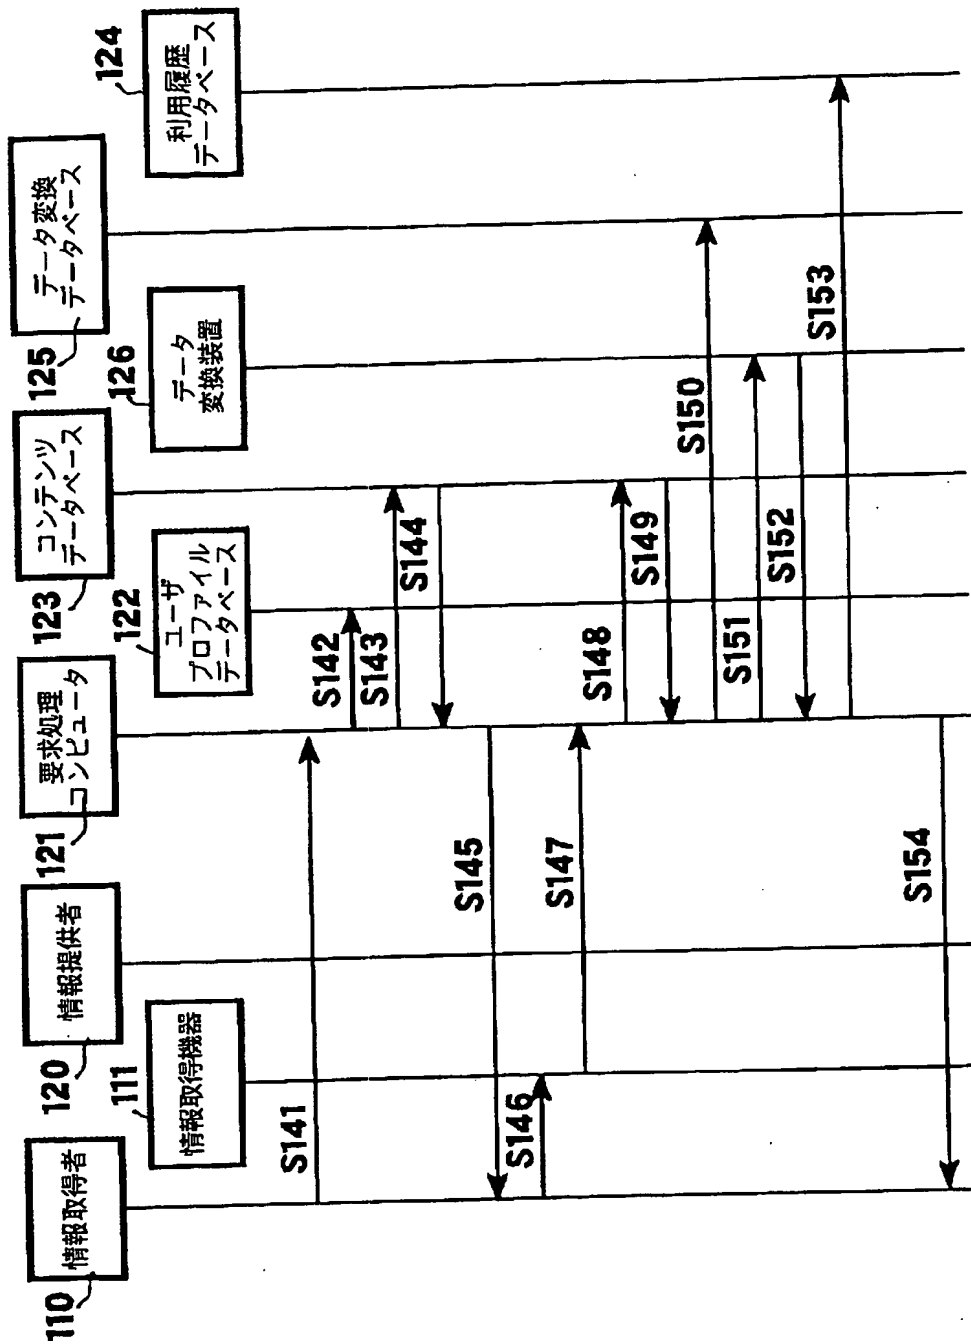 110
情報取得者
111
情報取得機器
120
情報提供者
121
要求処理
コンピュータ
122
ユーザ
プロファイル
データベース
123
コンテンツ
データベース
126
データ
変換装置
125
データ変換
データベース
124
利用履歴
データベース
S141
S142
S143
S144
S145
S146
S147
S148
S149
S150
S151
S152
S153
S154